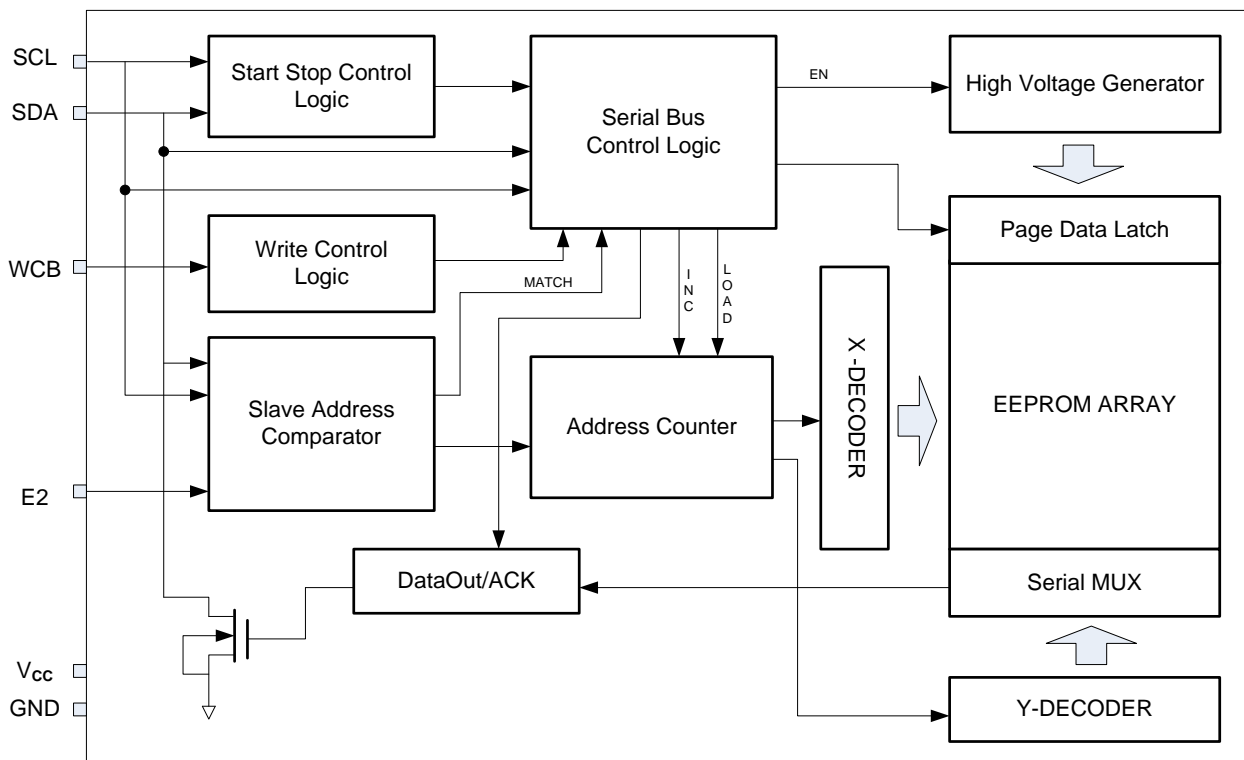 SCL
SDA
WCB
E2
Vcc
GND
Start Stop Control
Logic
Write Control
Logic
Slave Address
Comparator
MATCH
Serial Bus
Control Logic
EN
INC
LOAD
Address Counter
DataOut/ACK
X -DECODER
High Voltage Generator
Page Data Latch
EEPROM ARRAY
Serial MUX
Y-DECODER